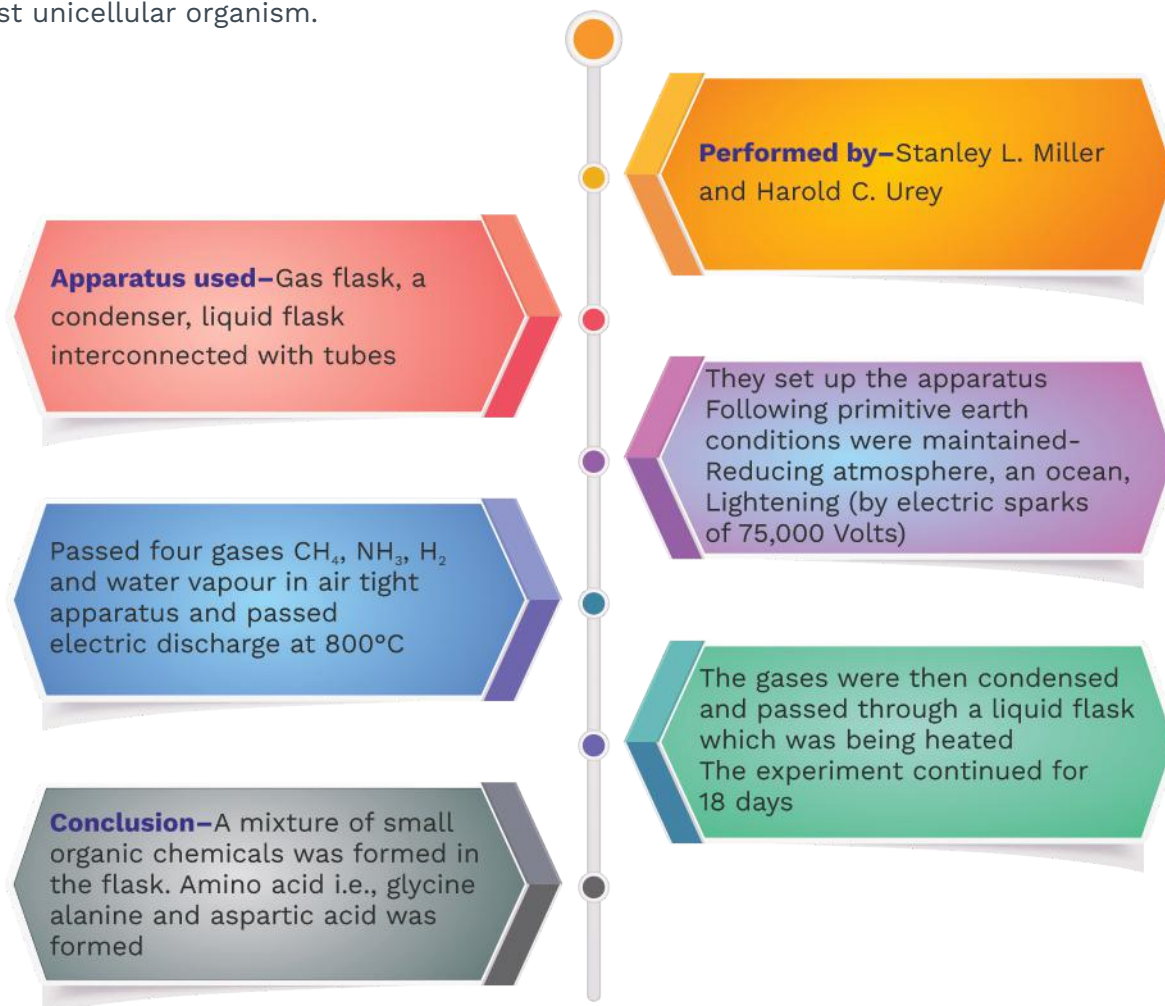 st unicellular organism.
Performed by–Stanley L. Miller
and Harold C. Urey
Apparatus used–Gas flask, a
condenser, liquid flask
interconnected with tubes
They set up the apparatus
Following primitive earth
conditions were maintained-
Reducing atmosphere, an ocean,
Lightening (by electric sparks
of 75,000 Volts)
Passed four gases CH₄, NH₃, H₂
and water vapour in air tight
apparatus and passed
electric discharge at 800°C
The gases were then condensed
and passed through a liquid flask
which was being heated
The experiment continued for
18 days
Conclusion–A mixture of small
organic chemicals was formed in
the flask. Amino acid i.e., glycine
alanine and aspartic acid was
formed